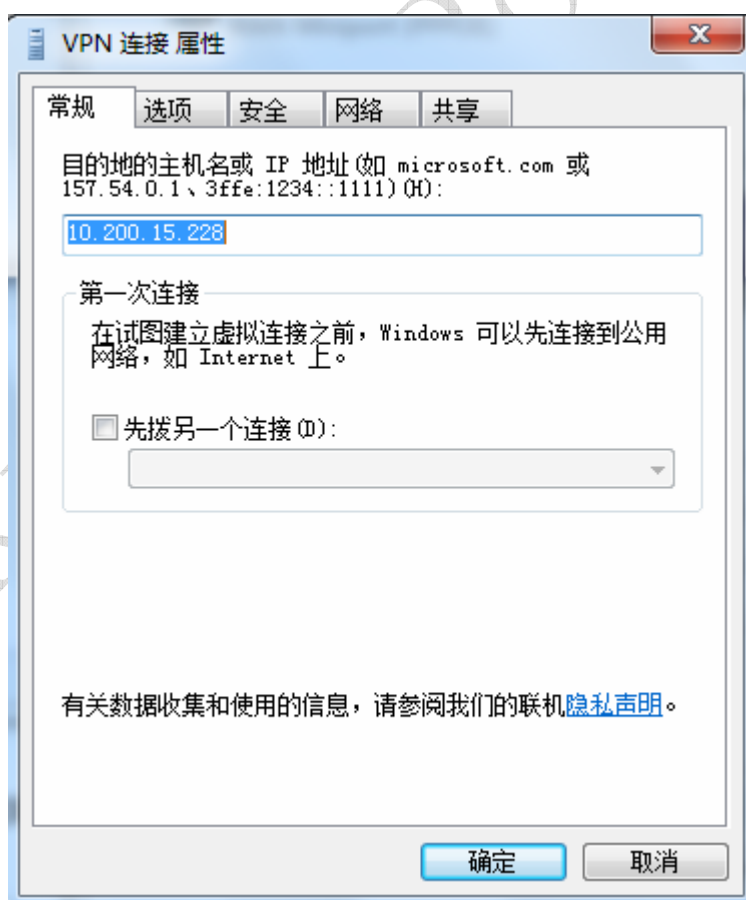 VPN 连接 属性
常规 选项 安全 网络 共享
目的地的主机名或 IP 地址(如 microsoft.com 或
157.54.0.1、3ffe:1234::1111)(H):
10.200.15.228
第一次连接
在试图建立虚拟连接之前，Windows 可以先连接到公用
网络，如 Internet 上。
先拨另一个连接(D):
有关数据收集和使用的信息，请参阅我们的联机隐私声明。
确定 取消